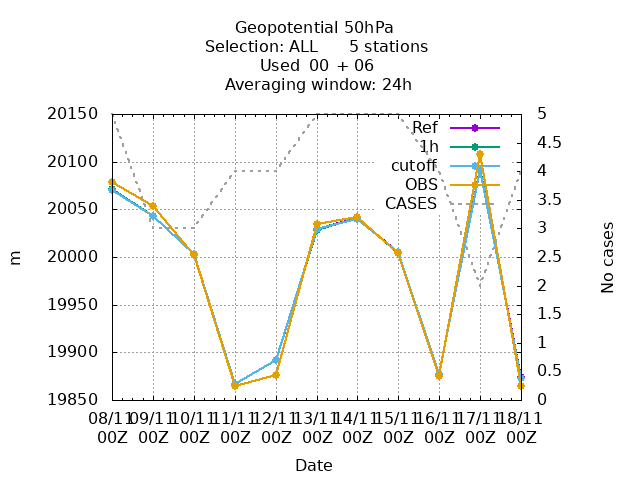 Geopotential 50hPa
Selection: ALL 5 stations
Used 00 + 06
Averaging window: 24h
20150
20100
20050
20000
19950
19900
19850
m
5
4.5
4
3.5
3
2.5
2
1.5
1
0.5
0
No cases
Ref
1h
cutoff
OBS
CASES
08/11 09/11 10/11 11/11 12/11 13/11 14/11 15/11 16/11 17/11 18/11
00Z 00Z 00Z 00Z 00Z 00Z 00Z 00Z 00Z 00Z 00Z
Date